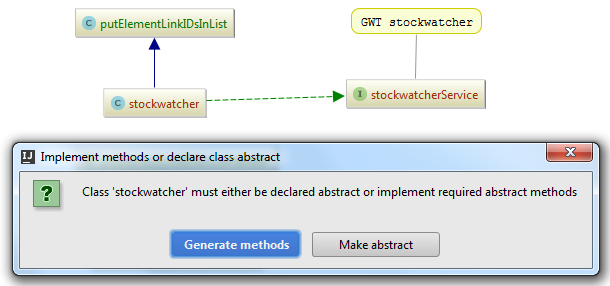 C putElementLinkIDsInList
GWT stockwatcher
C stockwatcher
I stockwatcherService
IJ Implement methods or declare class abstract
? Class 'stockwatcher' must either be declared abstract or implement required abstract methods
Generate methods
Make abstract